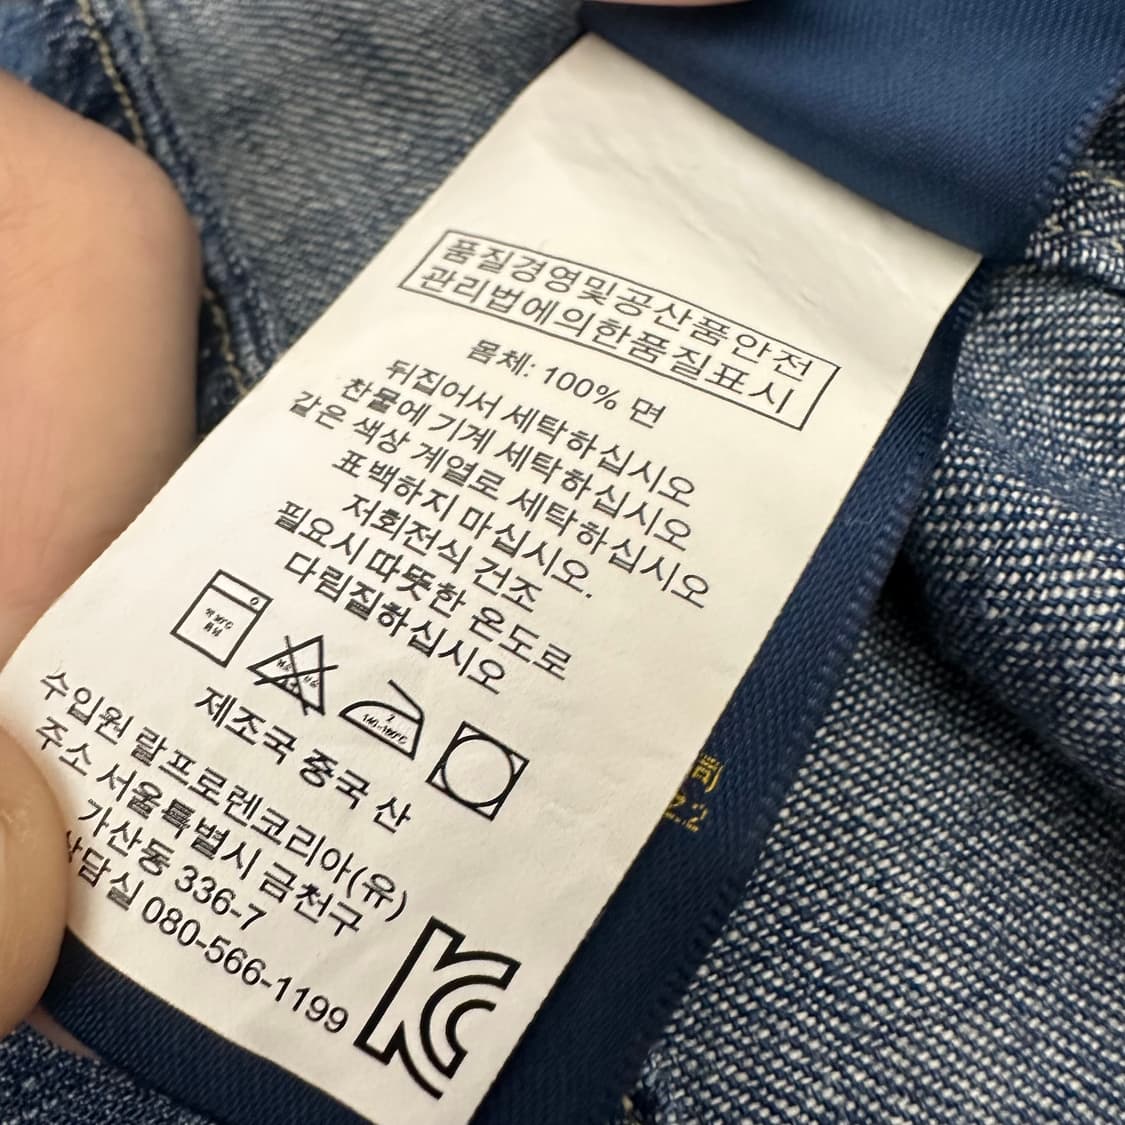 품질경영및공산품안전
관리법에의한품질표시
몸체: 100% 면
뒤집어서 세탁하십시오
찬물에 기계 세탁하십시오
같은 색상 계열로 세탁하십시오
표백하지 마십시오.
저회전식 건조
필요시 따뜻한 온도로
다림질하십시오
제조국 중국 산
수입원 랄프로렌코리아(유)
주소 서울특별시 금천구
가산동 336-7
상담실 080-566-1199